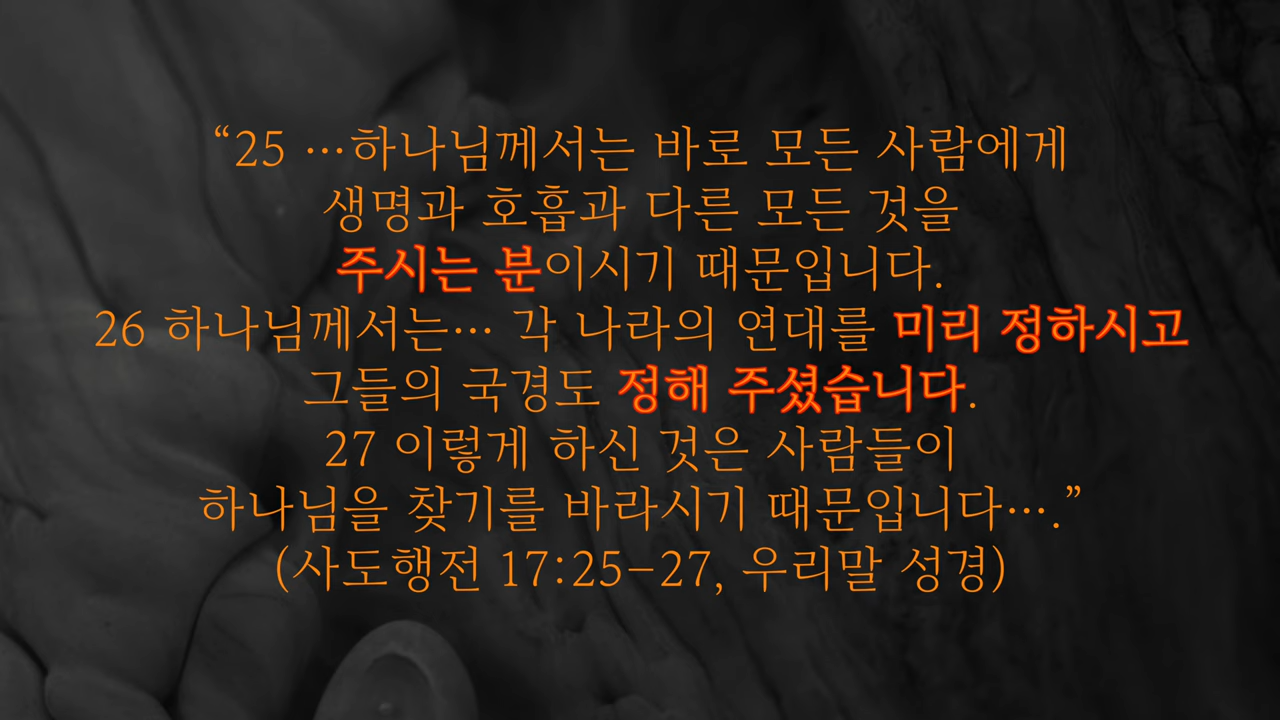 “25 …하나님께서는 바로 모든 사람에게
생명과 호흡과 다른 모든 것을
주시는 분이시기 때문입니다.
26 하나님께서는… 각 나라의 연대를 미리 정하시고
그들의 국경도 정해 주셨습니다.
27 이렇게 하신 것은 사람들이
하나님을 찾기를 바라시기 때문입니다….”
(사도행전 17:25–27, 우리말 성경)